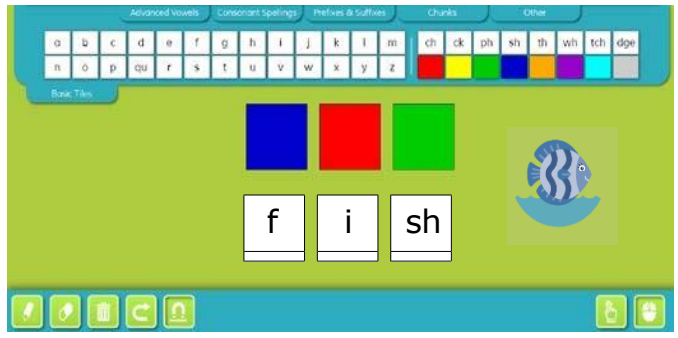 Advanced Vowels Consonant Spellings Prefixes & Suffixes Chunks Other
a b c d e f g h i j k l m ch ck ph sh th wh tch dge
n o p qu r s t u v w x y z
Basic Tiles
f i sh